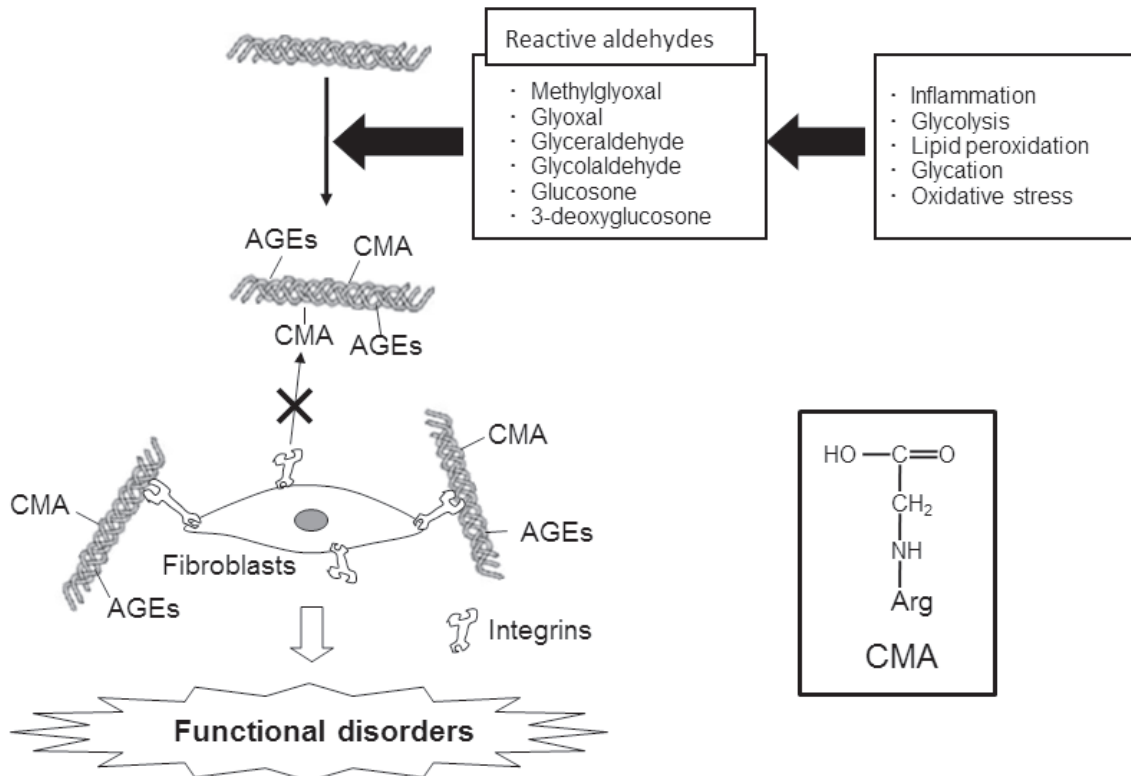 Reactive aldehydes
· Methylglyoxal
· Glyoxal
· Glyceraldehyde
· Glycolaldehyde
· Glucosone
· 3-deoxyglucosone
· Inflammation
· Glycolysis
· Lipid peroxidation
· Glycation
· Oxidative stress
AGEs
CMA
CMA
AGEs
CMA
AGEs
CMA
AGEs
Fibroblasts
Integrins
Functional disorders
HO-C=O
CH₂
NH
Arg
CMA